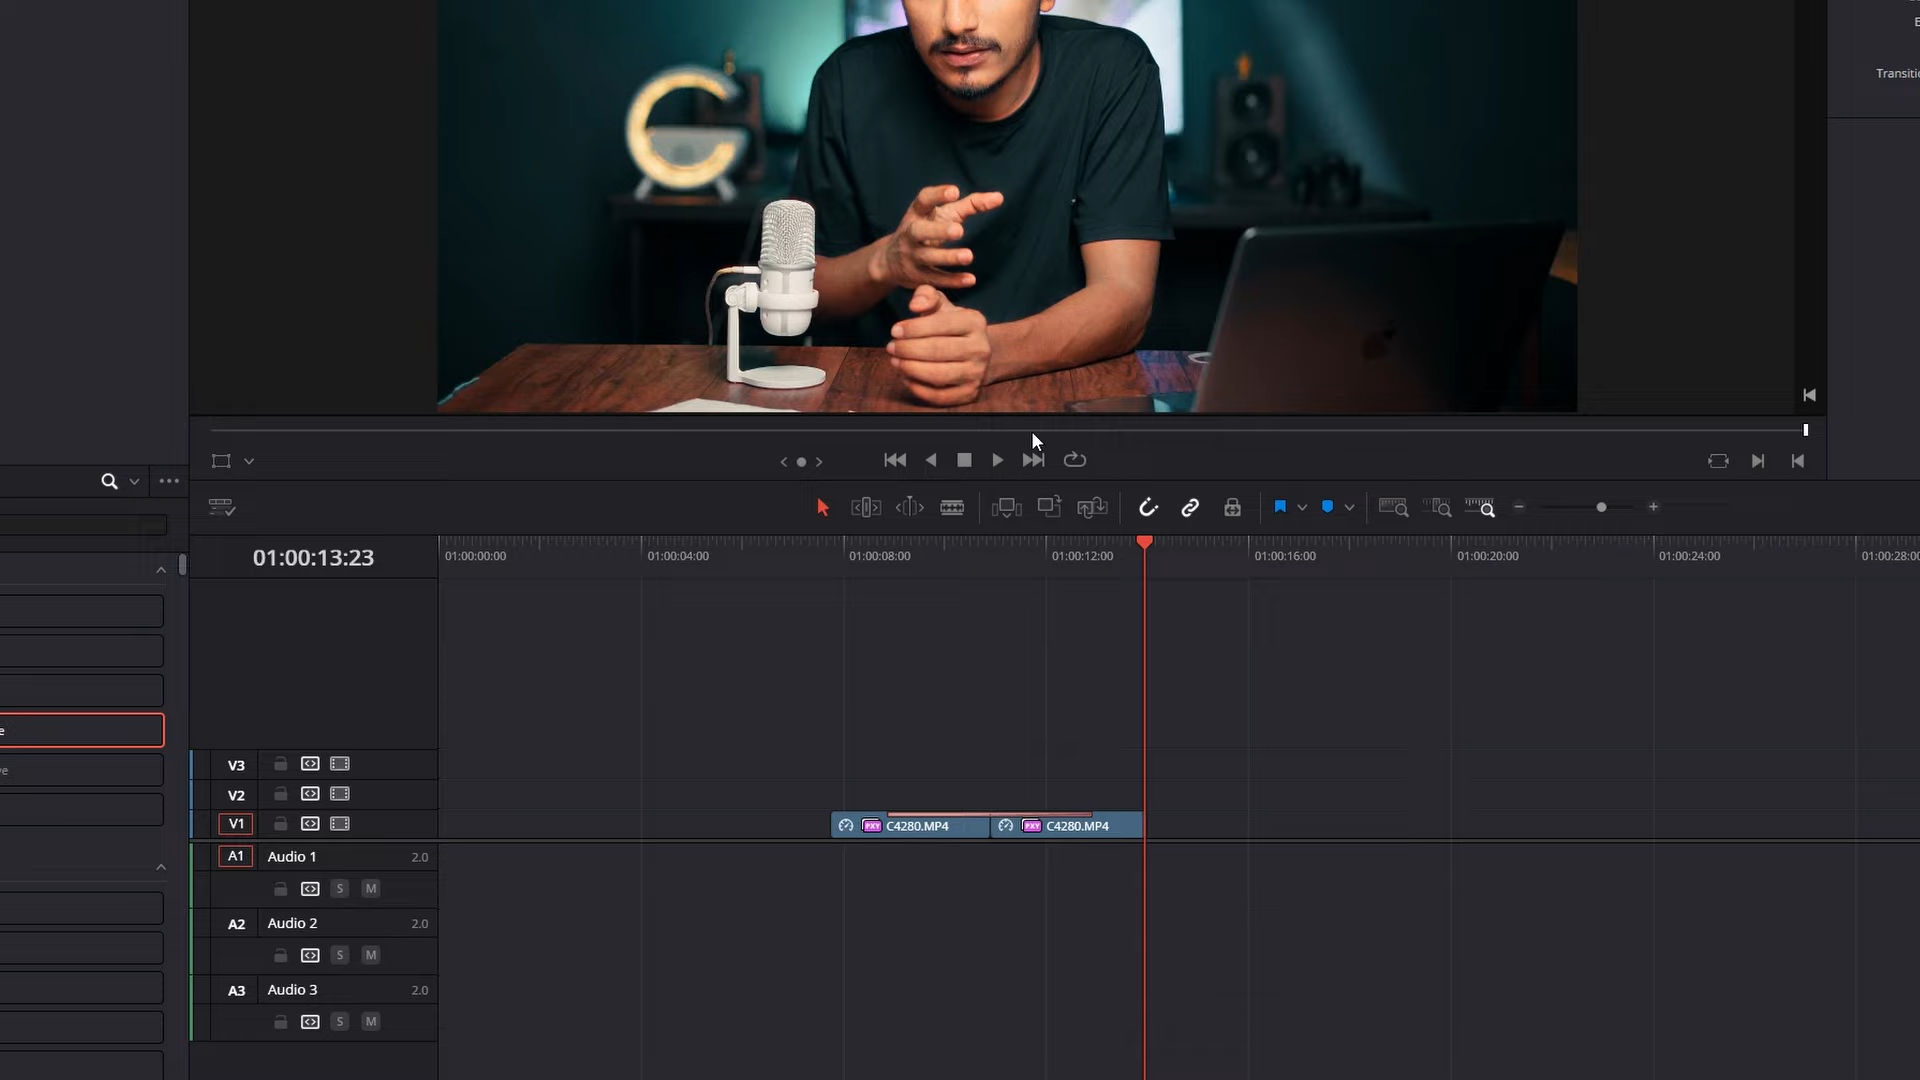 Transitio
01:00:13:23
01:00:00:00
01:00:04:00
01:00:08:00
01:00:12:00
01:00:16:00
01:00:20:00
01:00:24:00
01:00:28:00
V3
V2
V1
PXY C4280.MP4
PXY C4280.MP4
A1 Audio 1 2.0
S M
A2 Audio 2 2.0
S M
A3 Audio 3 2.0
S M